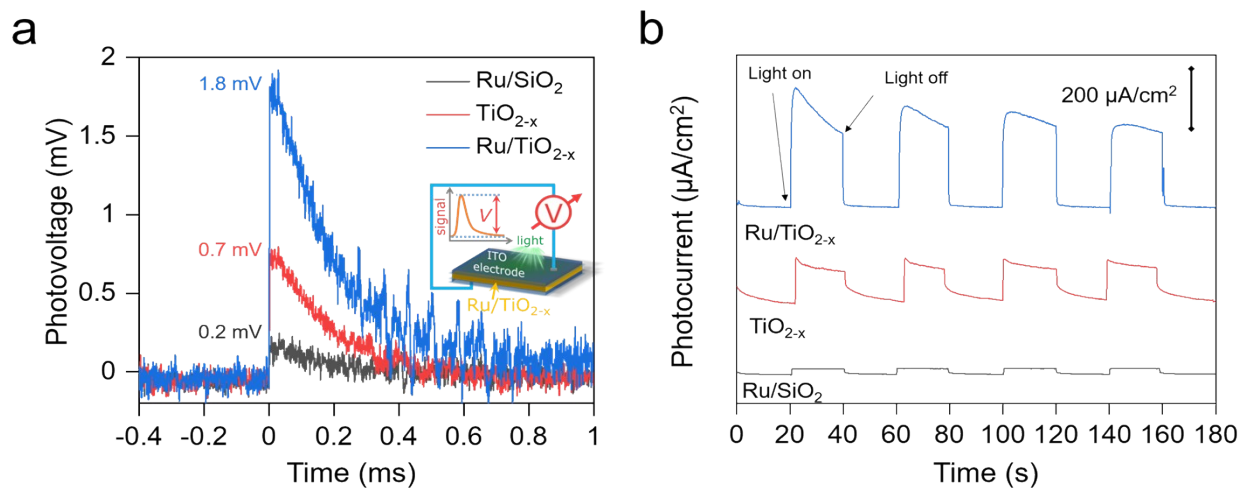 a
Photovoltage (mV)
2
1.5
1
0.5
0
1.8 mV
0.7 mV
0.2 mV
Ru/SiO₂
TiO₂₋ₓ
Ru/TiO₂₋ₓ
signal
V
V
light
ITO
electrode
Ru/TiO₂₋ₓ
-0.4 -0.2 0 0.2 0.4 0.6 0.8 1
Time (ms)
b
Photocurrent (μA/cm²)
Light on
Light off
200 μA/cm²
Ru/TiO₂₋ₓ
TiO₂₋ₓ
Ru/SiO₂
0 20 40 60 80 100 120 140 160 180
Time (s)